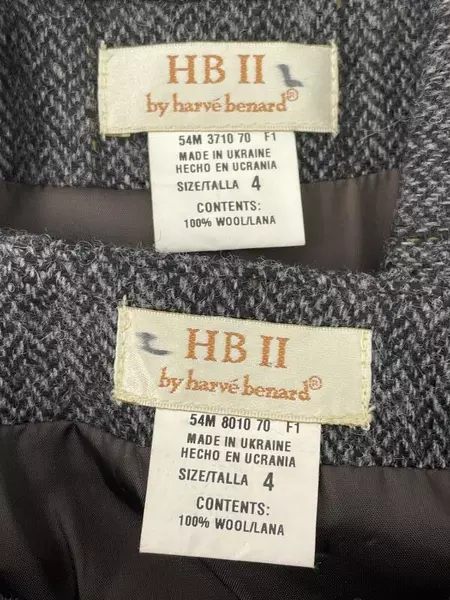 HB II
by harvé benard®
54M 3710 70 F1
MADE IN UKRAINE
HECHO EN UCRANIA
SIZE/TALLA 4
CONTENTS:
100% WOOL/LANA
HB II
by harvé benard®
54M 8010 70 F1
MADE IN UKRAINE
HECHO EN UCRANIA
SIZE/TALLA 4
CONTENTS:
100% WOOL/LANA